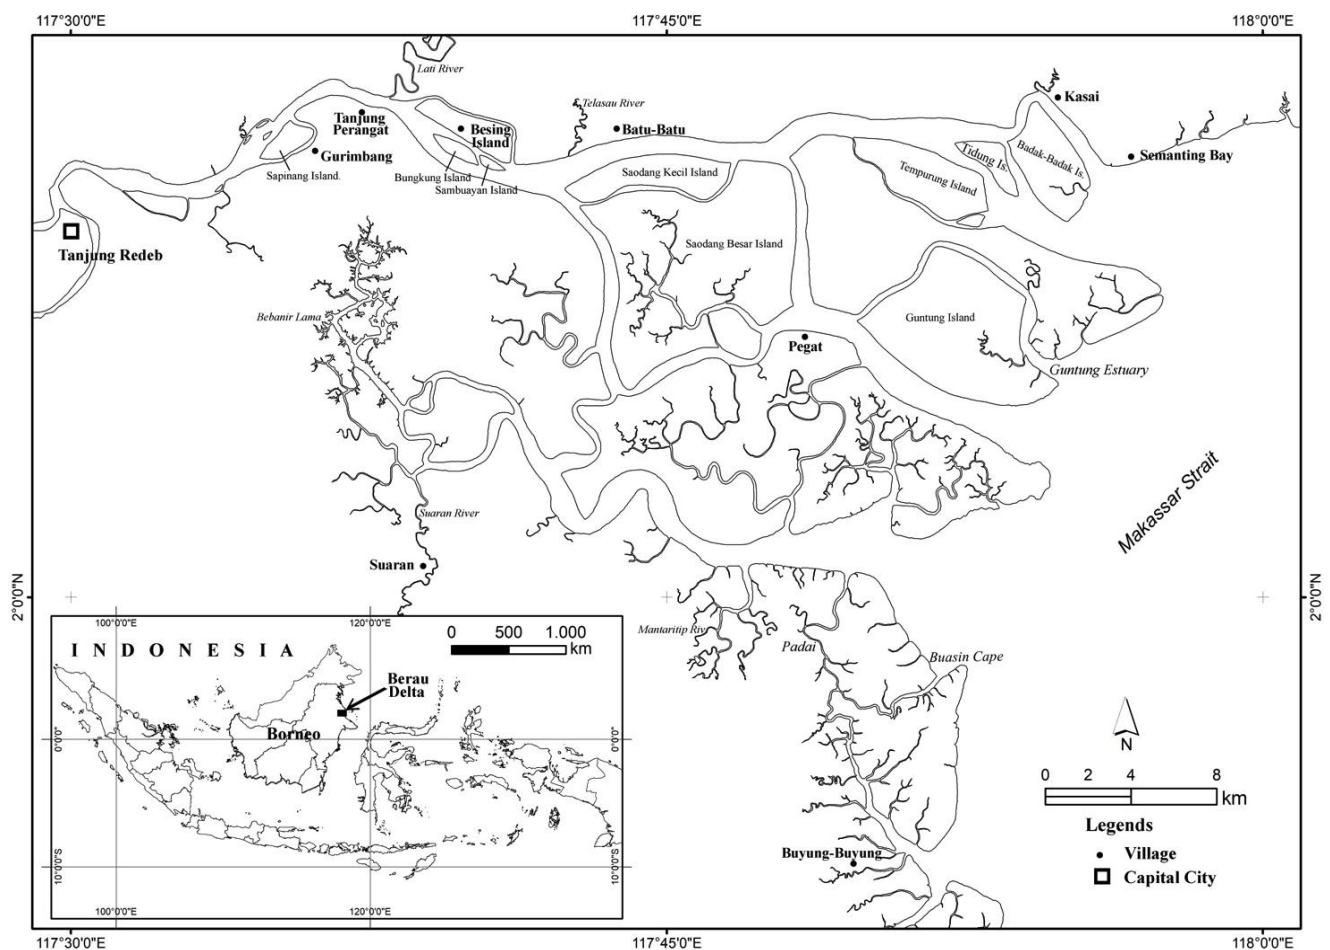 117°30'0"E
117°45'0"E
118°0'0"E
Lati River
Telasau River
Kasai
Tanjung
Perangat
Besing
Island
Batu-Batu
Tidung Is.
Badak-Badak Is.
Semanting Bay
Gurimbang
Sapinang Island.
Bungkung Island
Sambuayan Island
Saodang Kecil Island
Tempurung Island
Tanjung Redeb
Saodang Besar Island
Bebanir Lama
Guntung Island
Pegat
Guntung Estuary
Makassar Strait
Suaran River
Suaran
2°0'0"N
2°0'0"N
Mantaritip Riv
Padai
Buasin Cape
100°0'0"E
120°0'0"E
INDONESIA
0
500
1.000
km
Berau
Delta
Borneo
0°0'0"
0°0'0"
10°0'0"S
10°0'0"S
100°0'0"E
120°0'0"E
N
0
2
4
8
km
Legends
Village
Capital City
Buyung-Buyung
117°30'0"E
117°45'0"E
118°0'0"E